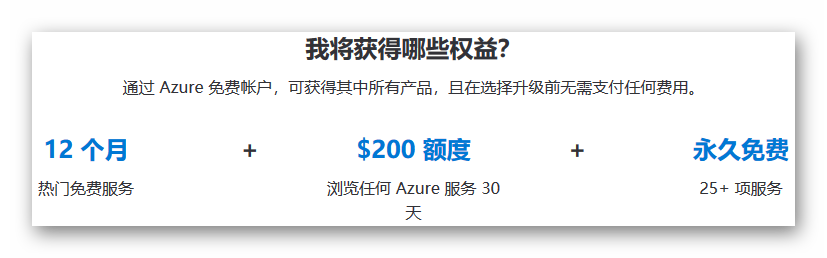 我将获得哪些权益？
通过 Azure 免费帐户，可获得其中所有产品，且在选择升级前无需支付任何费用。
12 个月 + $200 额度 + 永久免费
热门免费服务 浏览任何 Azure 服务 30 25+ 项服务
天